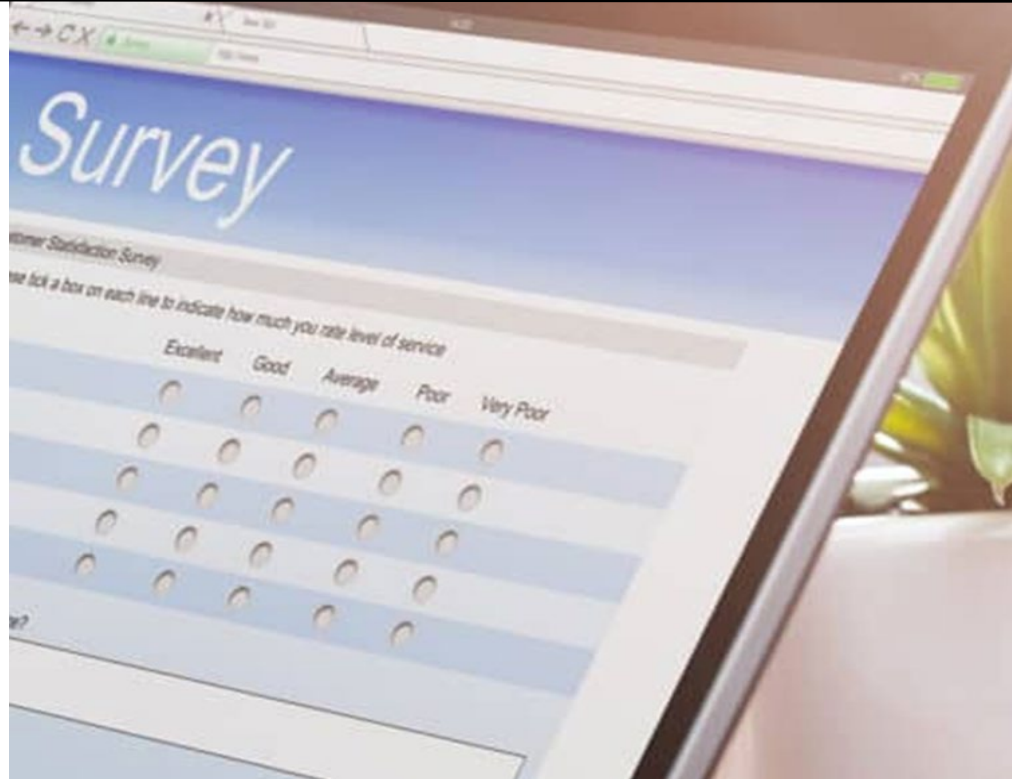 Survey
tomer Satisfaction Survey
ase tick a box on each line to indicate how much you rate level of service
Excellent Good Average Poor Very Poor